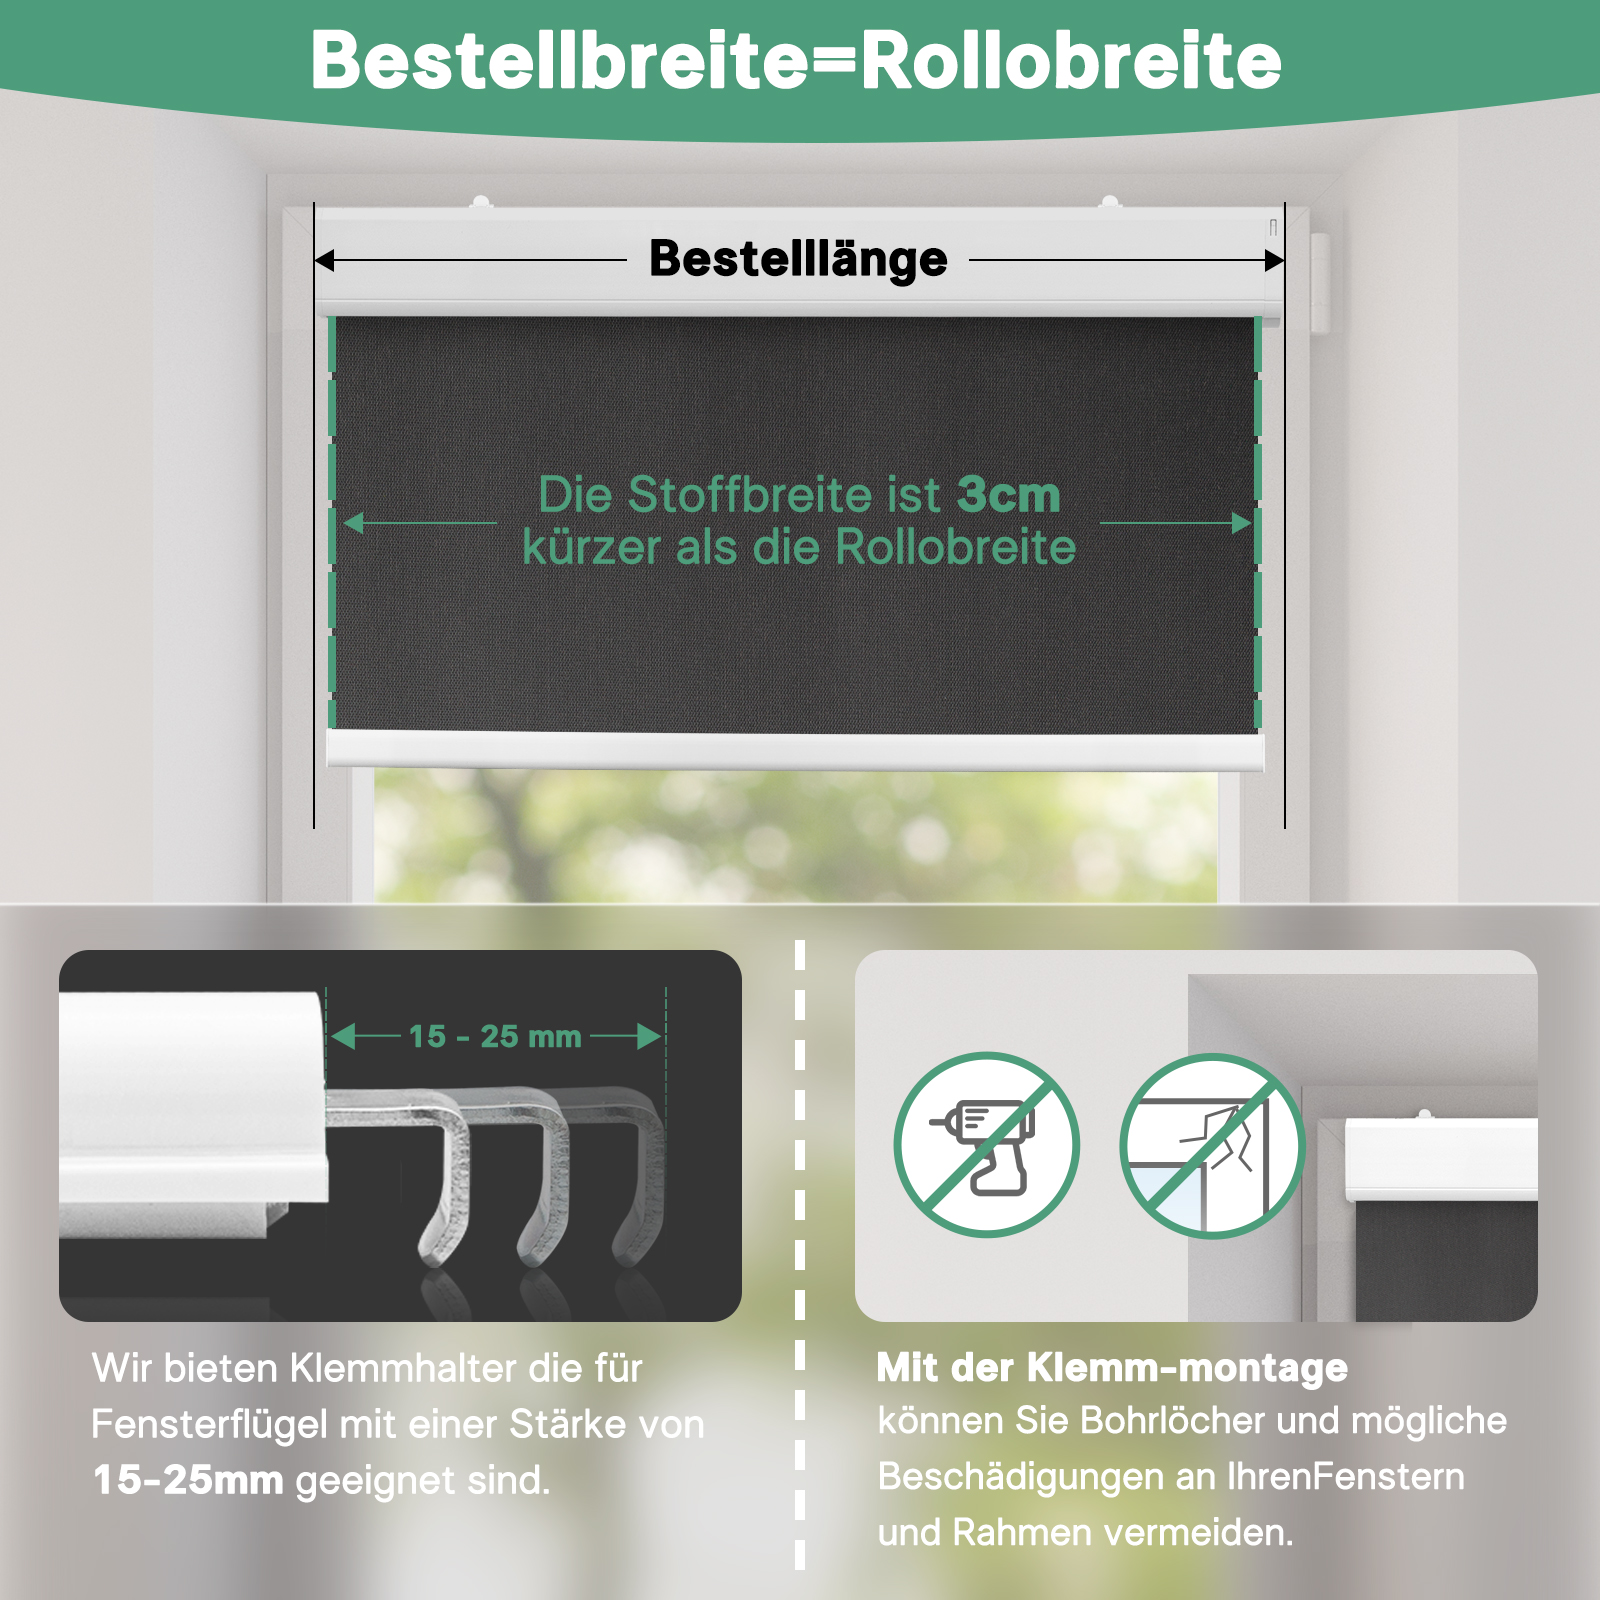 Bestellbreite=Rollobreite
Bestelllänge
Die Stoffbreite ist 3cm
kürzer als die Rollobreite
15 - 25 mm
Wir bieten Klemmhalter die für
Fensterflügel mit einer Stärke von
15-25mm geeignet sind.
Mit der Klemm-montage
können Sie Bohrlöcher und mögliche
Beschädigungen an IhrenFenstern
und Rahmen vermeiden.